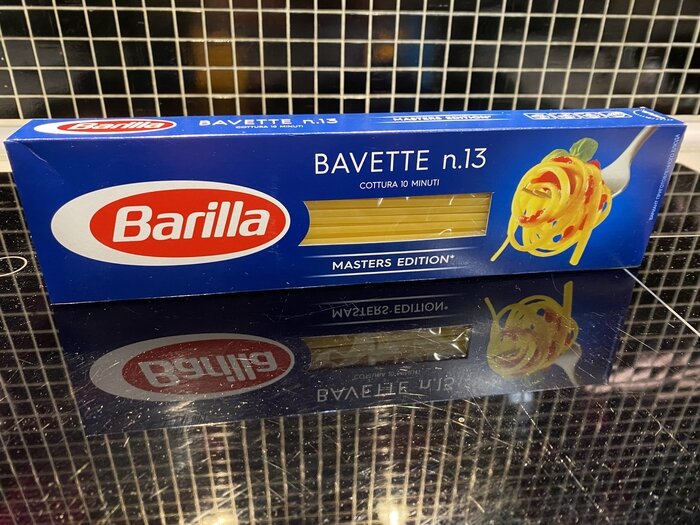 Barilla
BAVETTE n.13
COTTURA 10 MINUTI
MASTERS EDITION*
Barilla
BAVETTE n.13
COTTURA 10 MINUTI
MASTERS EDITION*